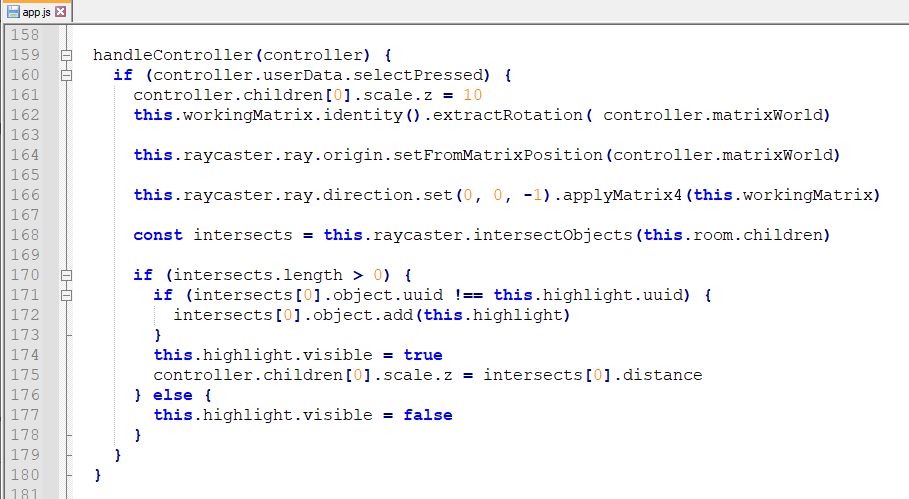 app.js
158
159 handleController(controller) {
160 if (controller.userData.selectPressed) {
161 controller.children[0].scale.z = 10
162 this.workingMatrix.identity().extractRotation( controller.matrixWorld)
163
164 this.raycaster.ray.origin.setFromMatrixPosition(controller.matrixWorld)
165
166 this.raycaster.ray.direction.set(0, 0, -1).applyMatrix4(this.workingMatrix)
167
168 const intersects = this.raycaster.intersectObjects(this.room.children)
169
170 if (intersects.length > 0) {
171 if (intersects[0].object.uuid !== this.highlight.uuid) {
172 intersects[0].object.add(this.highlight)
173 }
174 this.highlight.visible = true
175 controller.children[0].scale.z = intersects[0].distance
176 } else {
177 this.highlight.visible = false
178 }
179 }
180 }
181